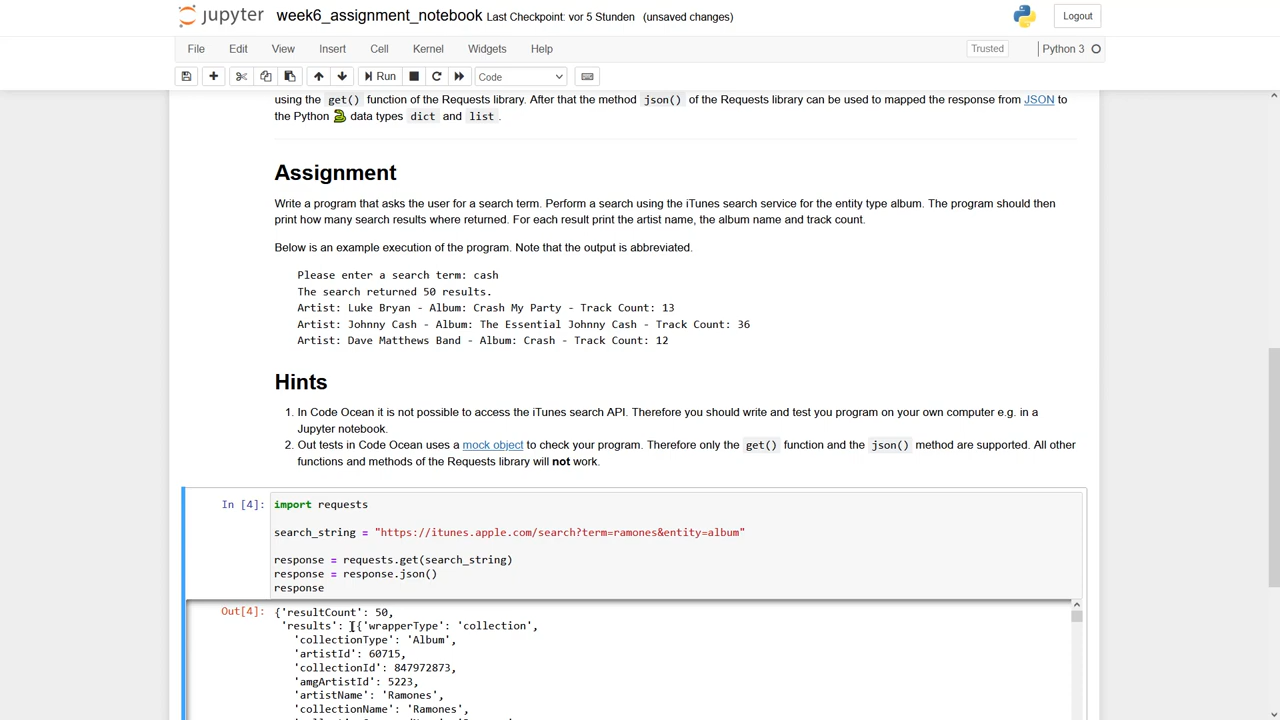 jupyter week6_assignment_notebook Last Checkpoint: vor 5 Stunden (unsaved changes) Logout
File Edit View Insert Cell Kernel Widgets Help Trusted Python 3
Run Code
using the get() function of the Requests library. After that the method json() of the Requests library can be used to mapped the response from JSON to
the Python data types dict and list.
Assignment
Write a program that asks the user for a search term. Perform a search using the iTunes search service for the entity type album. The program should then
print how many search results where returned. For each result print the artist name, the album name and track count.
Below is an example execution of the program. Note that the output is abbreviated.
Please enter a search term: cash
The search returned 50 results.
Artist: Luke Bryan - Album: Crash My Party - Track Count: 13
Artist: Johnny Cash - Album: The Essential Johnny Cash - Track Count: 36
Artist: Dave Matthews Band - Album: Crash - Track Count: 12
Hints
1. In Code Ocean it is not possible to access the iTunes search API. Therefore you should write and test you program on your own computer e.g. in a
Jupyter notebook.
2. Out tests in Code Ocean uses a mock object to check your program. Therefore only the get() function and the json() method are supported. All other
functions and methods of the Requests library will not work.
In [4]: import requests
search_string = "https://itunes.apple.com/search?term=ramones&entity=album"
response = requests.get(search_string)
response = response.json()
response
Out[4]: {'resultCount': 50,
'results': [{'wrapperType': 'collection',
'collectionType': 'Album',
'artistId': 60715,
'collectionId': 847972873,
'amgArtistId': 5223,
'artistName': 'Ramones',
'collectionName': 'Ramones',